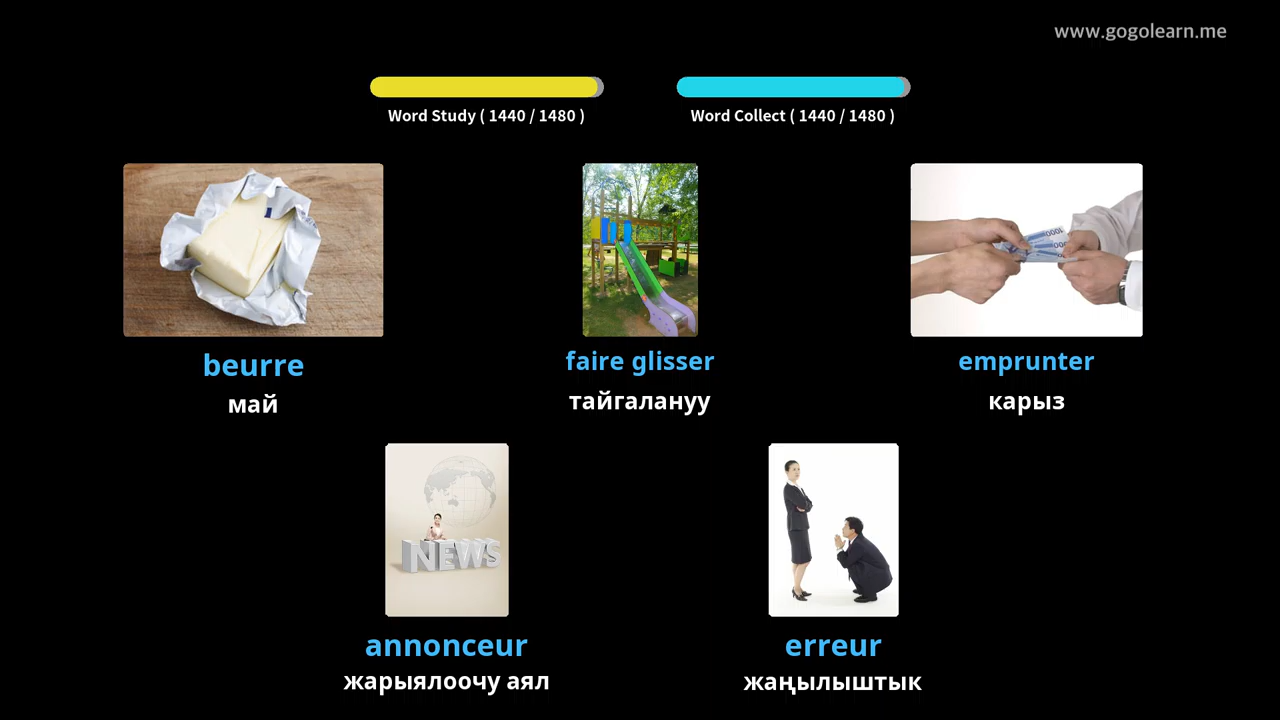 www.gogolearn.me
Word Study ( 1440 / 1480 )
Word Collect ( 1440 / 1480 )
beurre
май
faire glisser
тайгалануу
emprunter
карыз
NEWS
annonceur
жарыялоочу аял
erreur
жаңылыштык